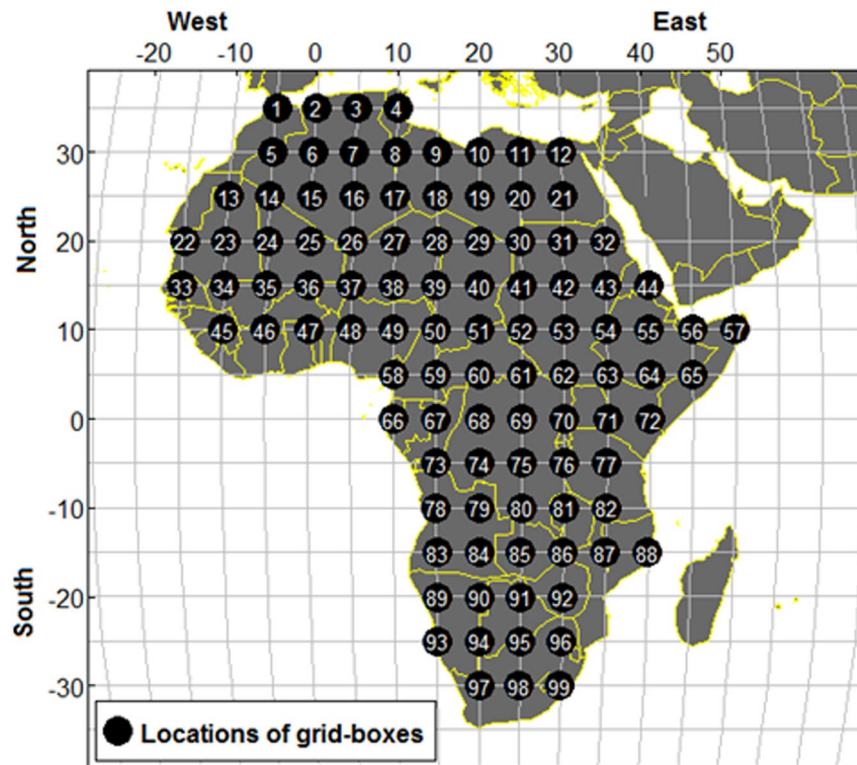 West East
-20 -10 0 10 20 30 40 50
1 2 3 4
30 5 6 7 8 9 10 11 12
13 14 15 16 17 18 19 20 21
North
20 22 23 24 25 26 27 28 29 30 31 32
33 34 35 36 37 38 39 40 41 42 43 44
10 45 46 47 48 49 50 51 52 53 54 55 56 57
58 59 60 61 62 63 64 65
0 66 67 68 69 70 71 72
73 74 75 76 77
-10 78 79 80 81 82
83 84 85 86 87 88
South
-20 89 90 91 92
93 94 95 96
-30 97 98 99
Locations of grid-boxes